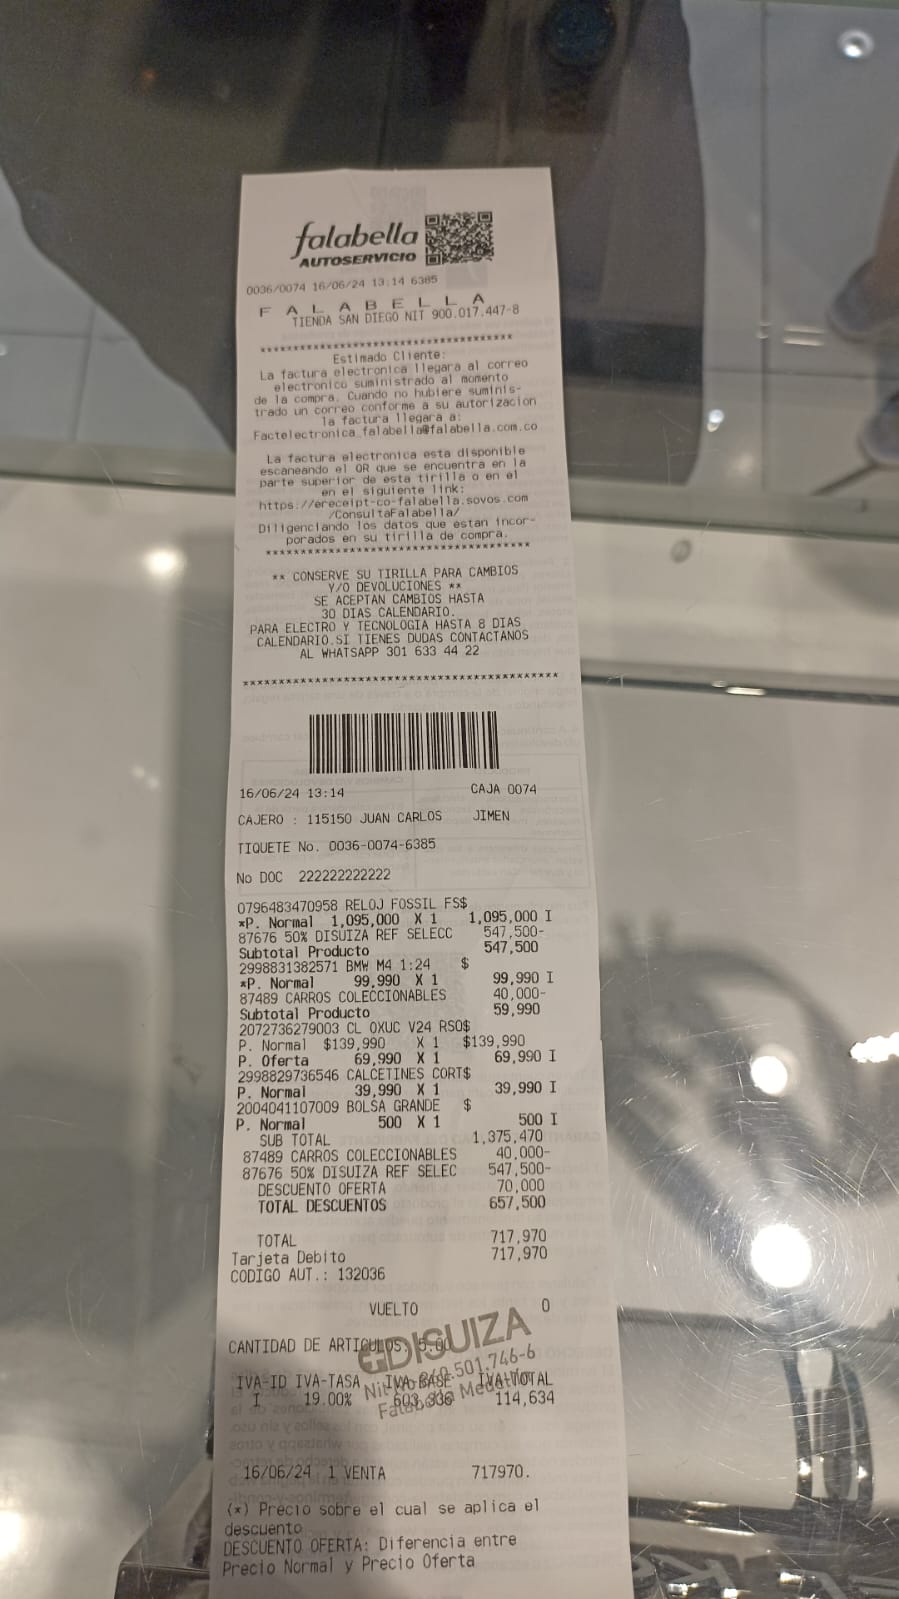 falabella
AUTOSERVICIO
0036/0074 16/06/24 13:14 6385
F A L A B E L L A
TIENDA SAN DIEGO NIT 900.017.447-8
****************************************
Estimado Cliente:
La factura electronica llegara al correo
electronico suministrado al momento
de la compra. Cuando no hubiere suminis-
trado un correo conforme a su autorizacion
la factura llegara a:
Factelectronica_falabella@falabella.com.co
La factura electronica esta disponible
escaneando el QR que se encuentra en la
parte superior de esta tirilla o en el
en el siguiente link:
https://ereceipt-co-falabella.sovos.com
/ConsultaFalabella/
Diligenciando los datos que estan incor-
porados en su tirilla de compra.
****************************************
** CONSERVE SU TIRILLA PARA CAMBIOS
Y/O DEVOLUCIONES **
SE ACEPTAN CAMBIOS HASTA
30 DIAS CALENDARIO.
PARA ELECTRO Y TECNOLOGIA HASTA 8 DIAS
CALENDARIO.SI TIENES DUDAS CONTACTANOS
AL WHATSAPP 301 633 44 22
****************************************
16/06/24 13:14 CAJA 0074
CAJERO : 115150 JUAN CARLOS JIMEN
TIQUETE No. 0036-0074-6385
No DOC 222222222222
0796483470958 RELOJ FOSSIL FS$
*P. Normal 1,095,000 X 1 1,095,000 I
87676 50% DISUIZA REF SELECC 547,500-
Subtotal Producto 547,500
2998831382571 BMW M4 1:24 $
*P. Normal 99,990 X 1 99,990 I
87489 CARROS COLECCIONABLES 40,000-
Subtotal Producto 59,990
2072736279003 CL OXUC V24 RSO$
P. Normal $139,990 X 1 $139,990
P. Oferta 69,990 X 1 69,990 I
2998829736546 CALCETINES CORT$
P. Normal 39,990 X 1 39,990 I
2004041107009 BOLSA GRANDE $
P. Normal 500 X 1 500 I
SUB TOTAL 1,375,470
87489 CARROS COLECCIONABLES 40,000-
87676 50% DISUIZA REF SELEC 547,500-
DESCUENTO OFERTA 70,000
TOTAL DESCUENTOS 657,500
TOTAL 717,970
Tarjeta Debito 717,970
CODIGO AUT.: 132036
VUELTO 0
CANTIDAD DE ARTICULOS: 5.00
DISUIZA
IVA-ID IVA-TASA IVA-BASE IVA-TOTAL
I 19.00% 603,336 114,634
Falabella Medellin
16/06/24 1 VENTA 717970.
(*) Precio sobre el cual se aplica el
descuento
DESCUENTO OFERTA: Diferencia entre
Precio Normal y Precio Oferta